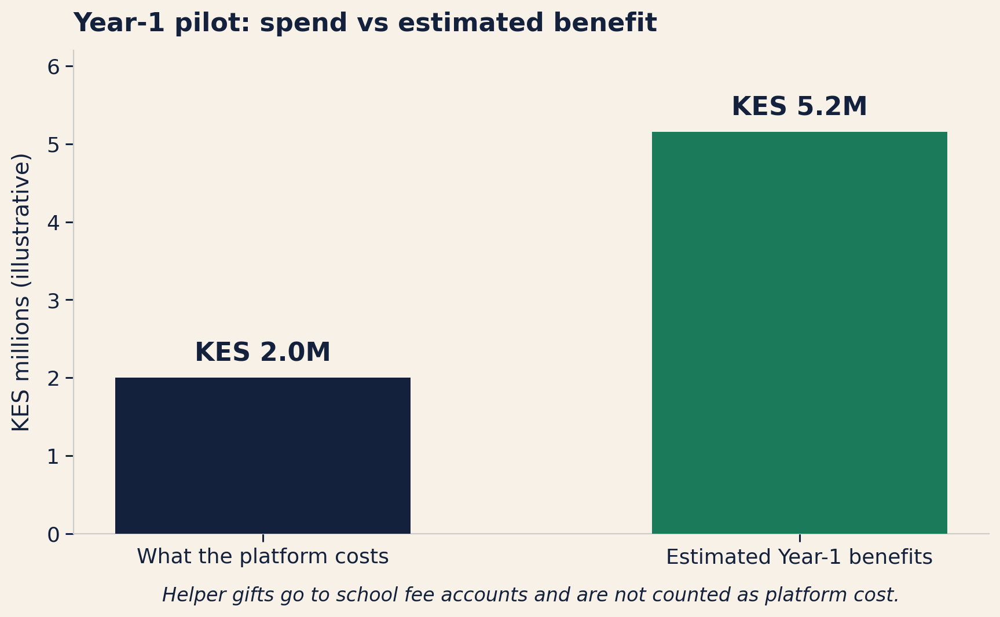 Year-1 pilot: spend vs estimated benefit
KES millions (illustrative)
6
5
4
3
2
1
0
KES 2.0M
KES 5.2M
What the platform costs
Estimated Year-1 benefits
Helper gifts go to school fee accounts and are not counted as platform cost.